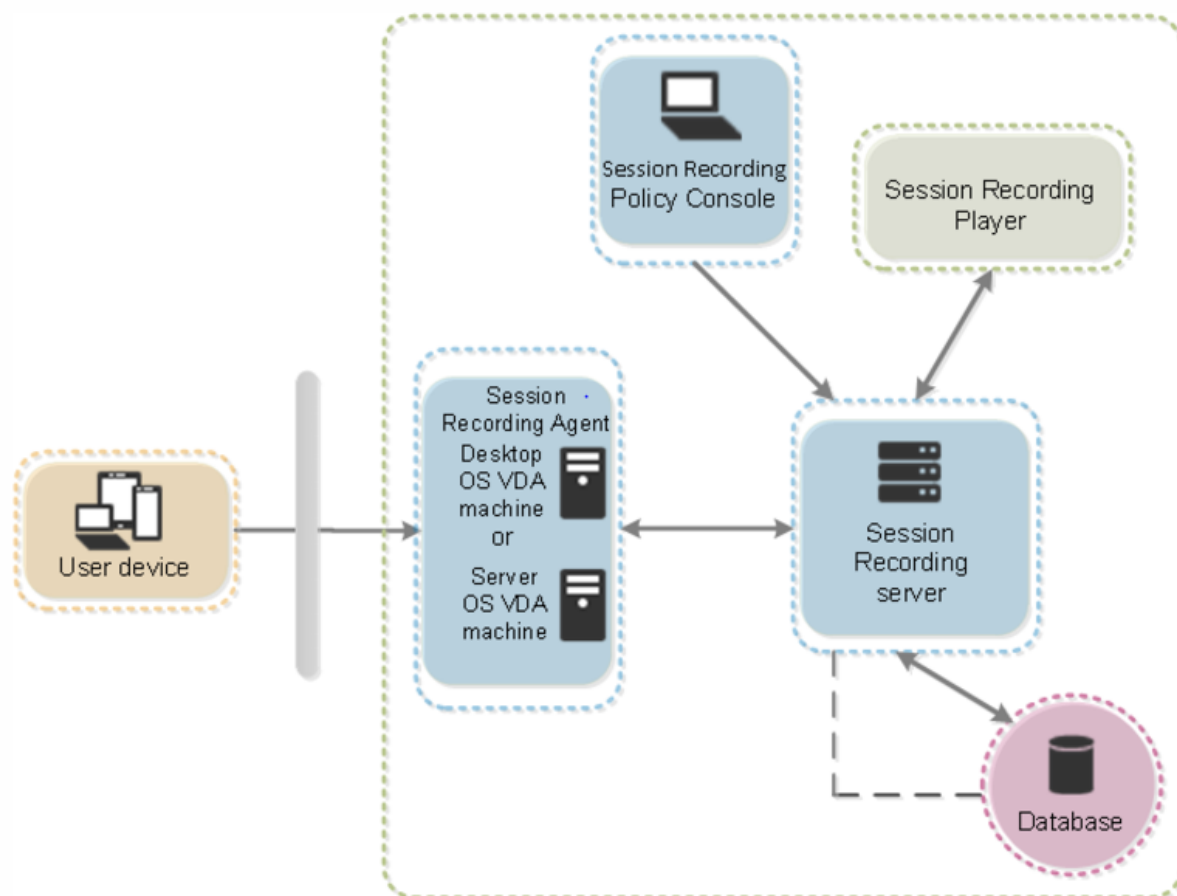 Session Recording
Policy Console
Session Recording
Player
Session
Recording Agent
Desktop
OS VDA
machine
or
Server
OS VDA
machine
User device
Session
Recording
server
Database